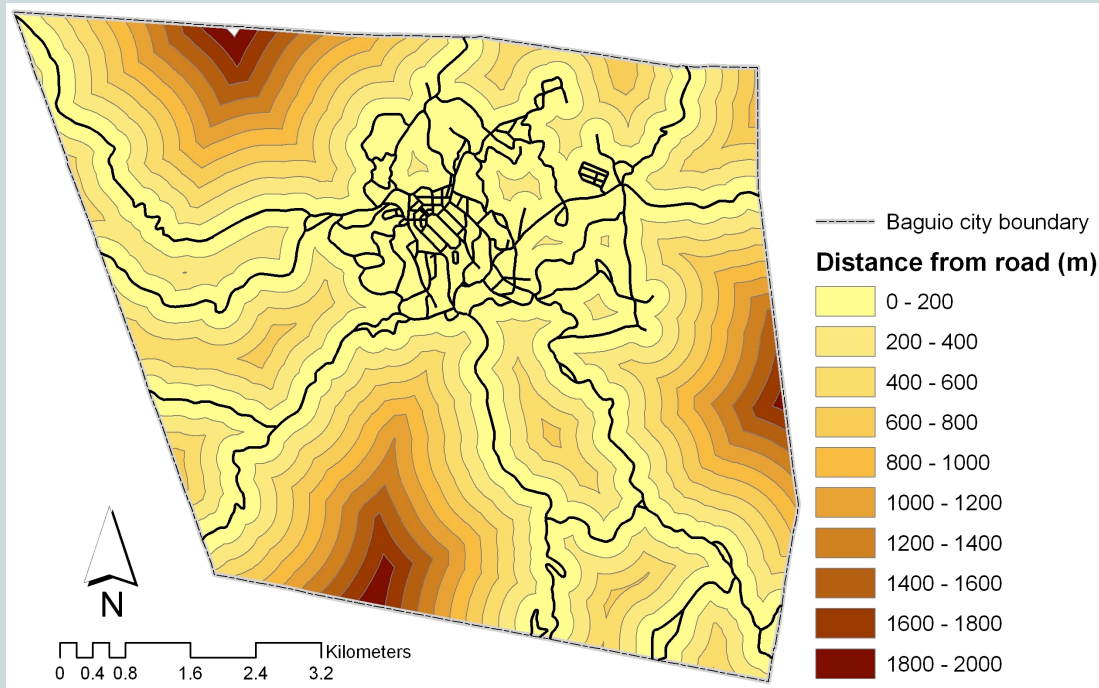 Baguio city boundary
Distance from road (m)
0 - 200
200 - 400
400 - 600
600 - 800
800 - 1000
1000 - 1200
1200 - 1400
1400 - 1600
1600 - 1800
1800 - 2000
N
Kilometers
0 0.4 0.8 1.6 2.4 3.2